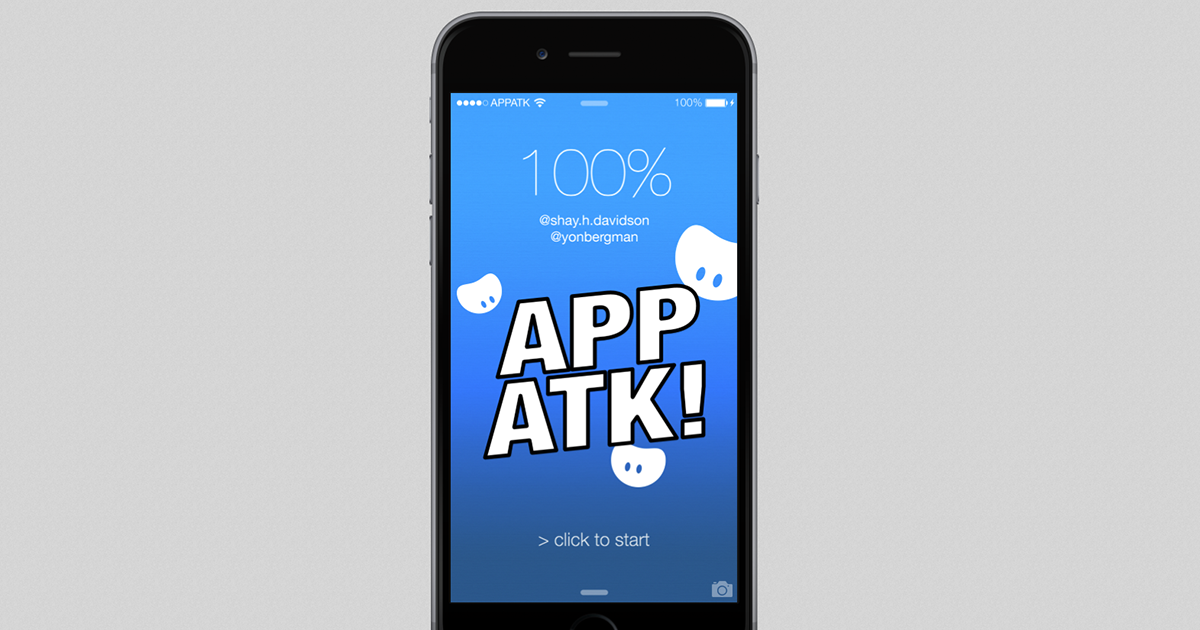 APPATK 100%
100%
@shay.h.davidson
@yonbergman
APP
ATK!
> click to start